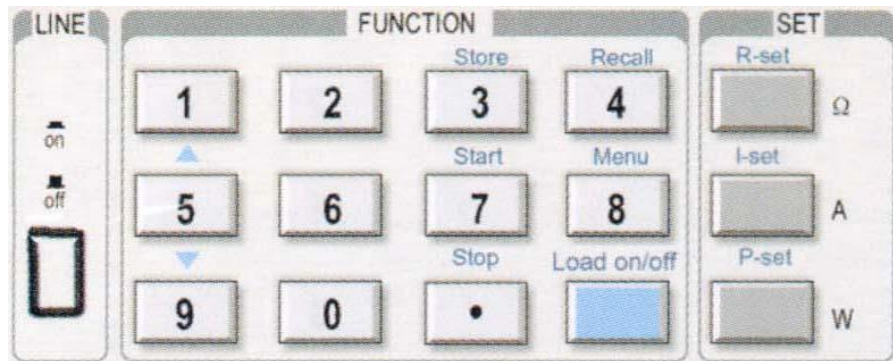 LINE FUNCTION SET
Store Recall R-set
1 2 3 4 Ω
on
Start Menu I-set
off
5 6 7 8 A
Stop Load on/off P-set
9 0 • W